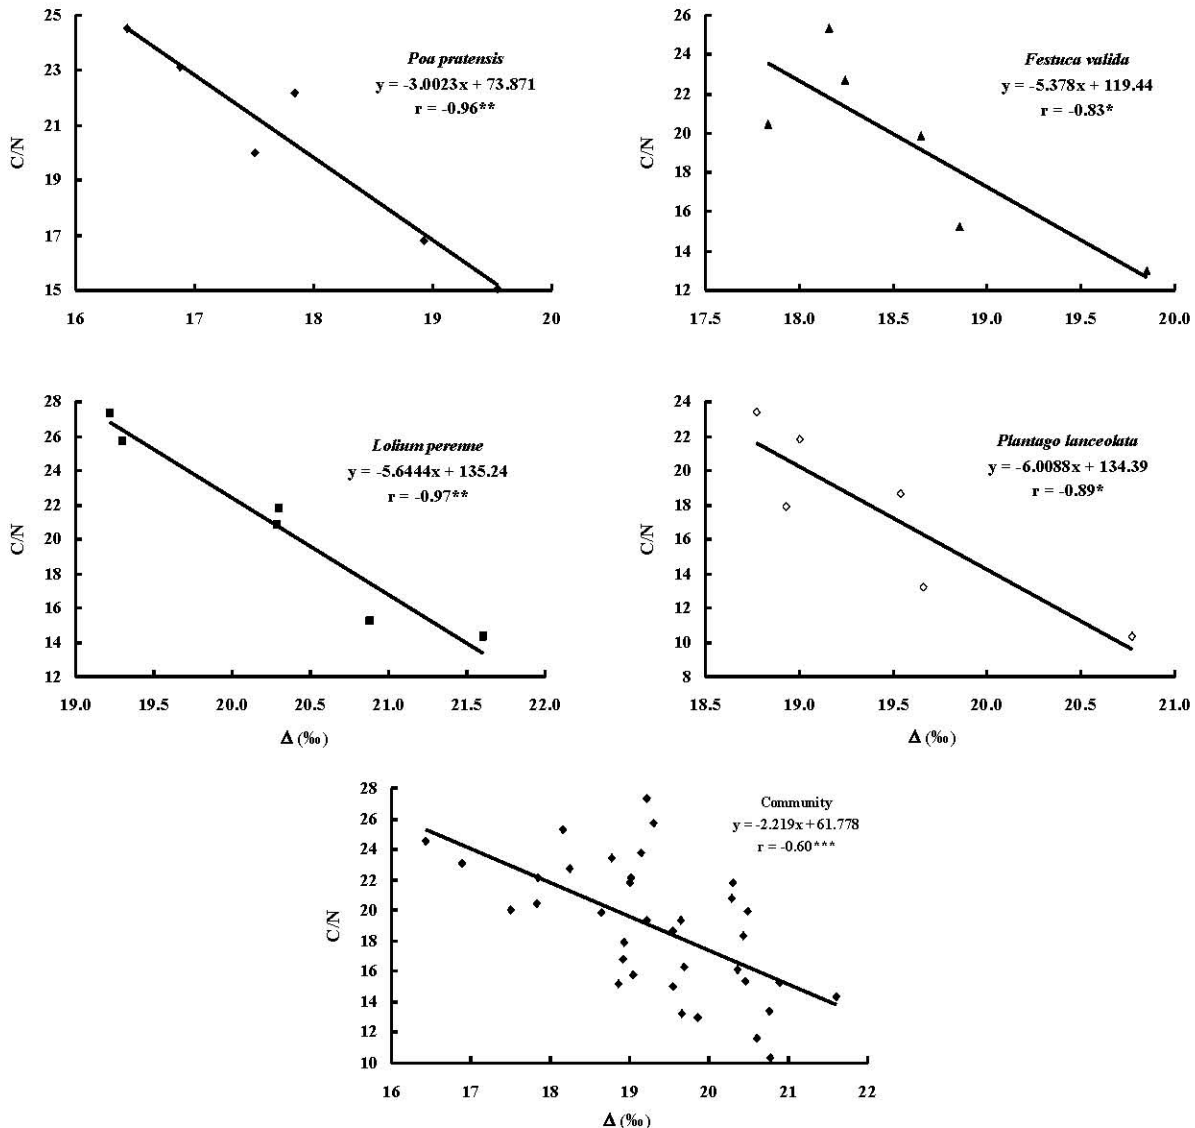 25
23
21
19
17
15
C/N
Poa pratensis
y = -3.0023x + 73.871
r = -0.96**
16 17 18 19 20
26
24
22
20
18
16
14
12
C/N
Festuca valida
y = -5.378x + 119.44
r = -0.83*
17.5 18.0 18.5 19.0 19.5 20.0
28
26
24
22
20
18
16
14
12
C/N
Lolium perenne
y = -5.6444x + 135.24
r = -0.97**
19.0 19.5 20.0 20.5 21.0 21.5 22.0
Δ (‰)
24
22
20
18
16
14
12
10
8
C/N
Plantago lanceolata
y = -6.0088x + 134.39
r = -0.89*
18.5 19.0 19.5 20.0 20.5 21.0
Δ (‰)
28
26
24
22
20
18
16
14
12
10
C/N
Community
y = -2.219x + 61.778
r = -0.60***
16 17 18 19 20 21 22
Δ (‰)